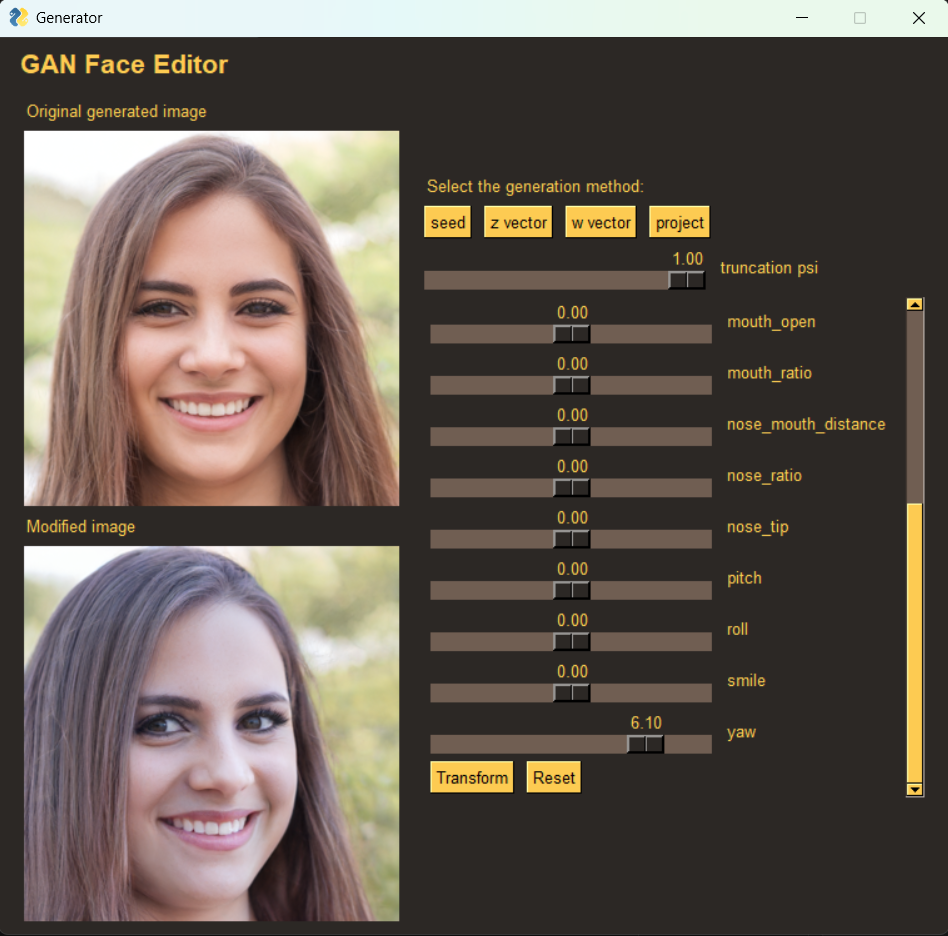 Generator
GAN Face Editor
Original generated image
Select the generation method:
seed z vector w vector project
1.00
truncation psi
0.00
mouth_open
0.00
mouth_ratio
0.00
nose_mouth_distance
0.00
nose_ratio
0.00
nose_tip
0.00
pitch
0.00
roll
0.00
smile
6.10
yaw
Transform Reset
Modified image